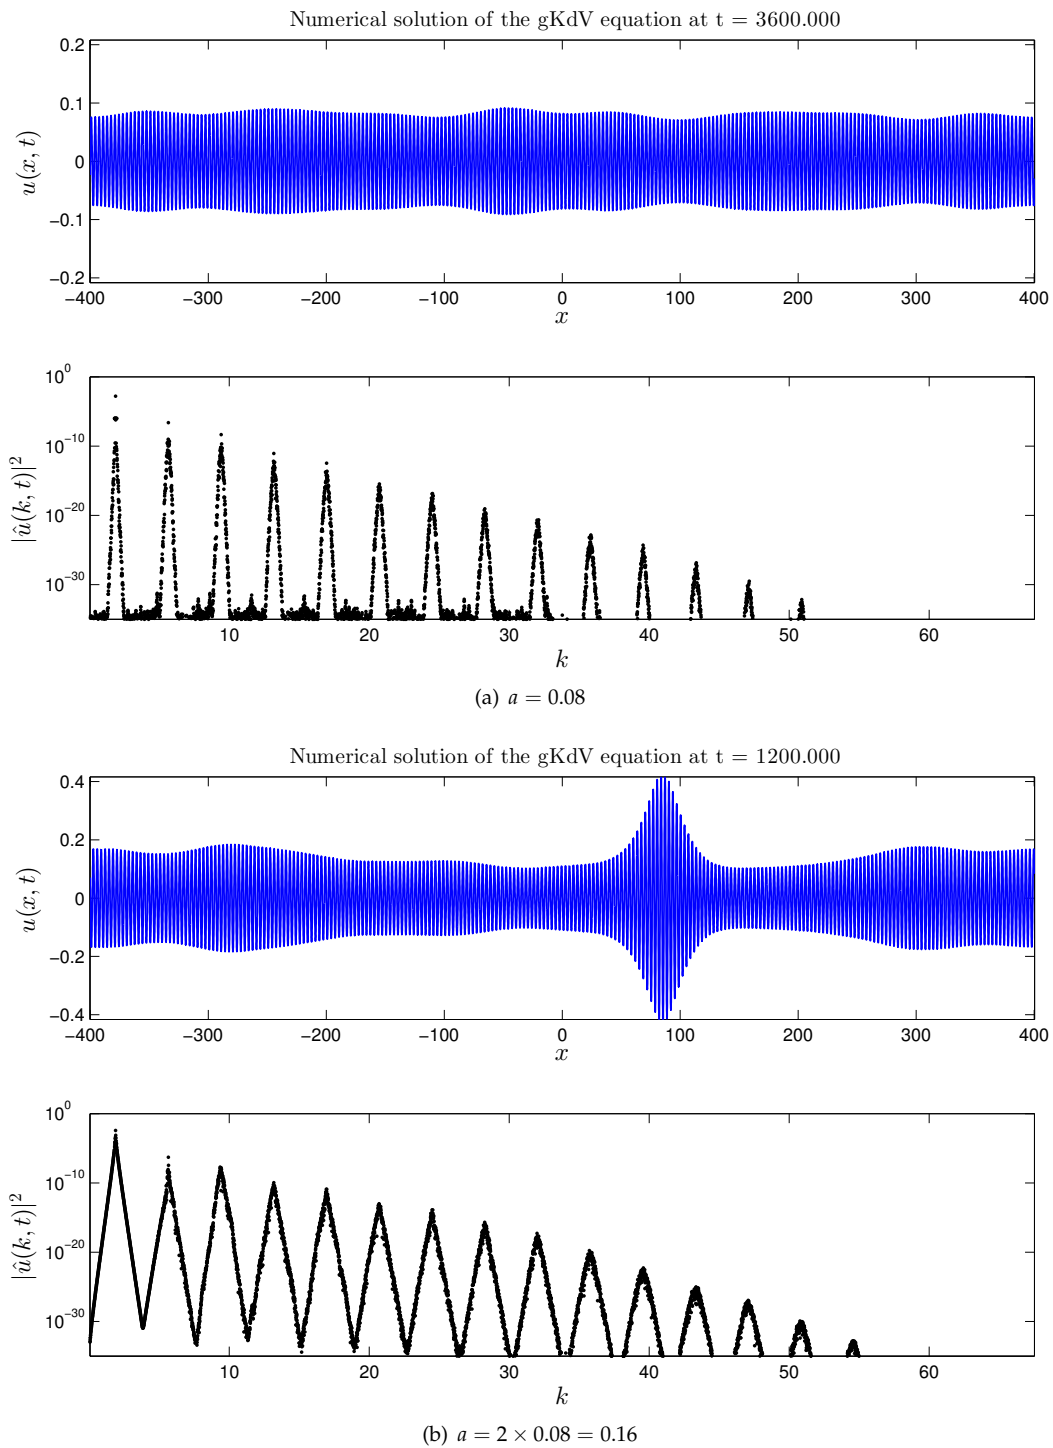 Numerical solution of the gKdV equation at t = 3600.000
0.2
0.1
0
−0.1
−0.2
u(x, t)
−400 −300 −200 −100 0 100 200 300 400
x
10^0
10^−10
10^−20
10^−30
|û(k, t)|^2
10 20 30 40 50 60
k
(a) a = 0.08
Numerical solution of the gKdV equation at t = 1200.000
0.4
0.2
0
−0.2
−0.4
u(x, t)
−400 −300 −200 −100 0 100 200 300 400
x
10^0
10^−10
10^−20
10^−30
|û(k, t)|^2
10 20 30 40 50 60
k
(b) a = 2 × 0.08 = 0.16